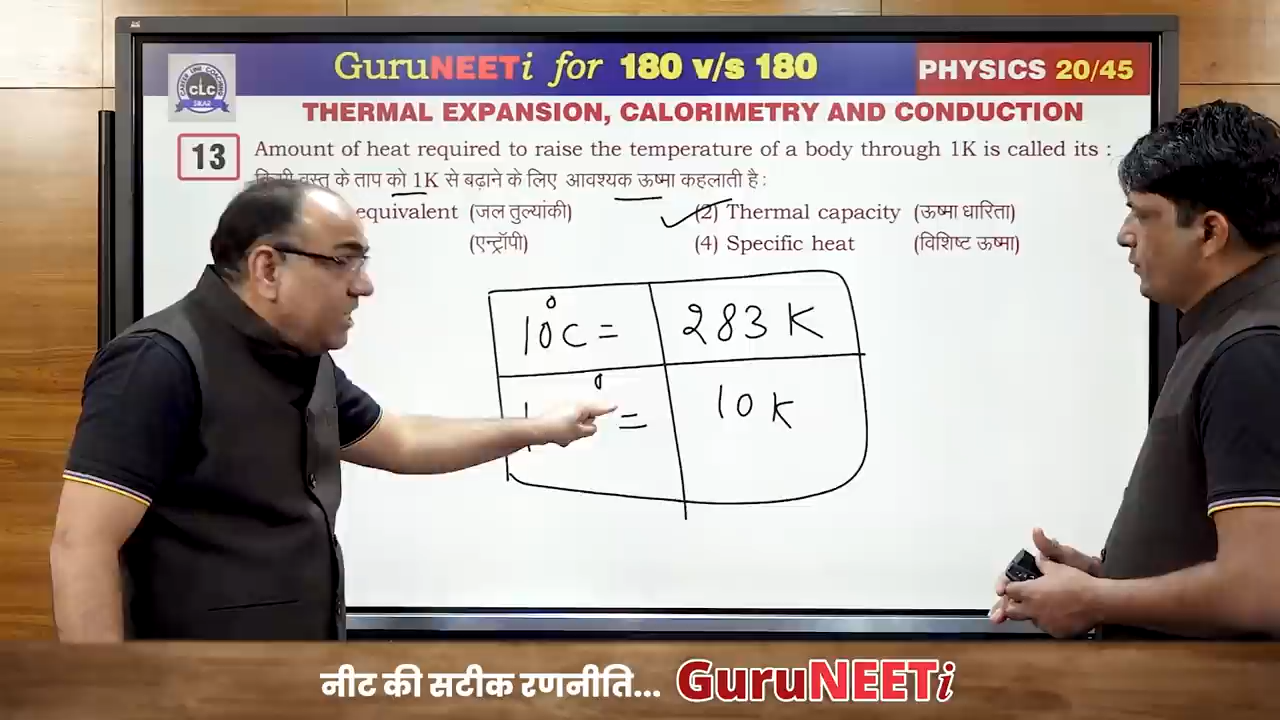 GuruNEETi for 180 v/s 180
PHYSICS 20/45
CLC
SIKAR
THERMAL EXPANSION, CALORIMETRY AND CONDUCTION
13 Amount of heat required to raise the temperature of a body through 1K is called its :
किसी वस्तु के ताप को 1K से बढ़ाने के लिए आवश्यक ऊष्मा कहलाती है :
equivalent (जल तुल्यांकी) (2) Thermal capacity (ऊष्मा धारिता)
(एन्ट्रॉपी) (4) Specific heat (विशिष्ट ऊष्मा)
10°C = 283 K
= 10 K
नीट की सटीक रणनीति... GuruNEETi